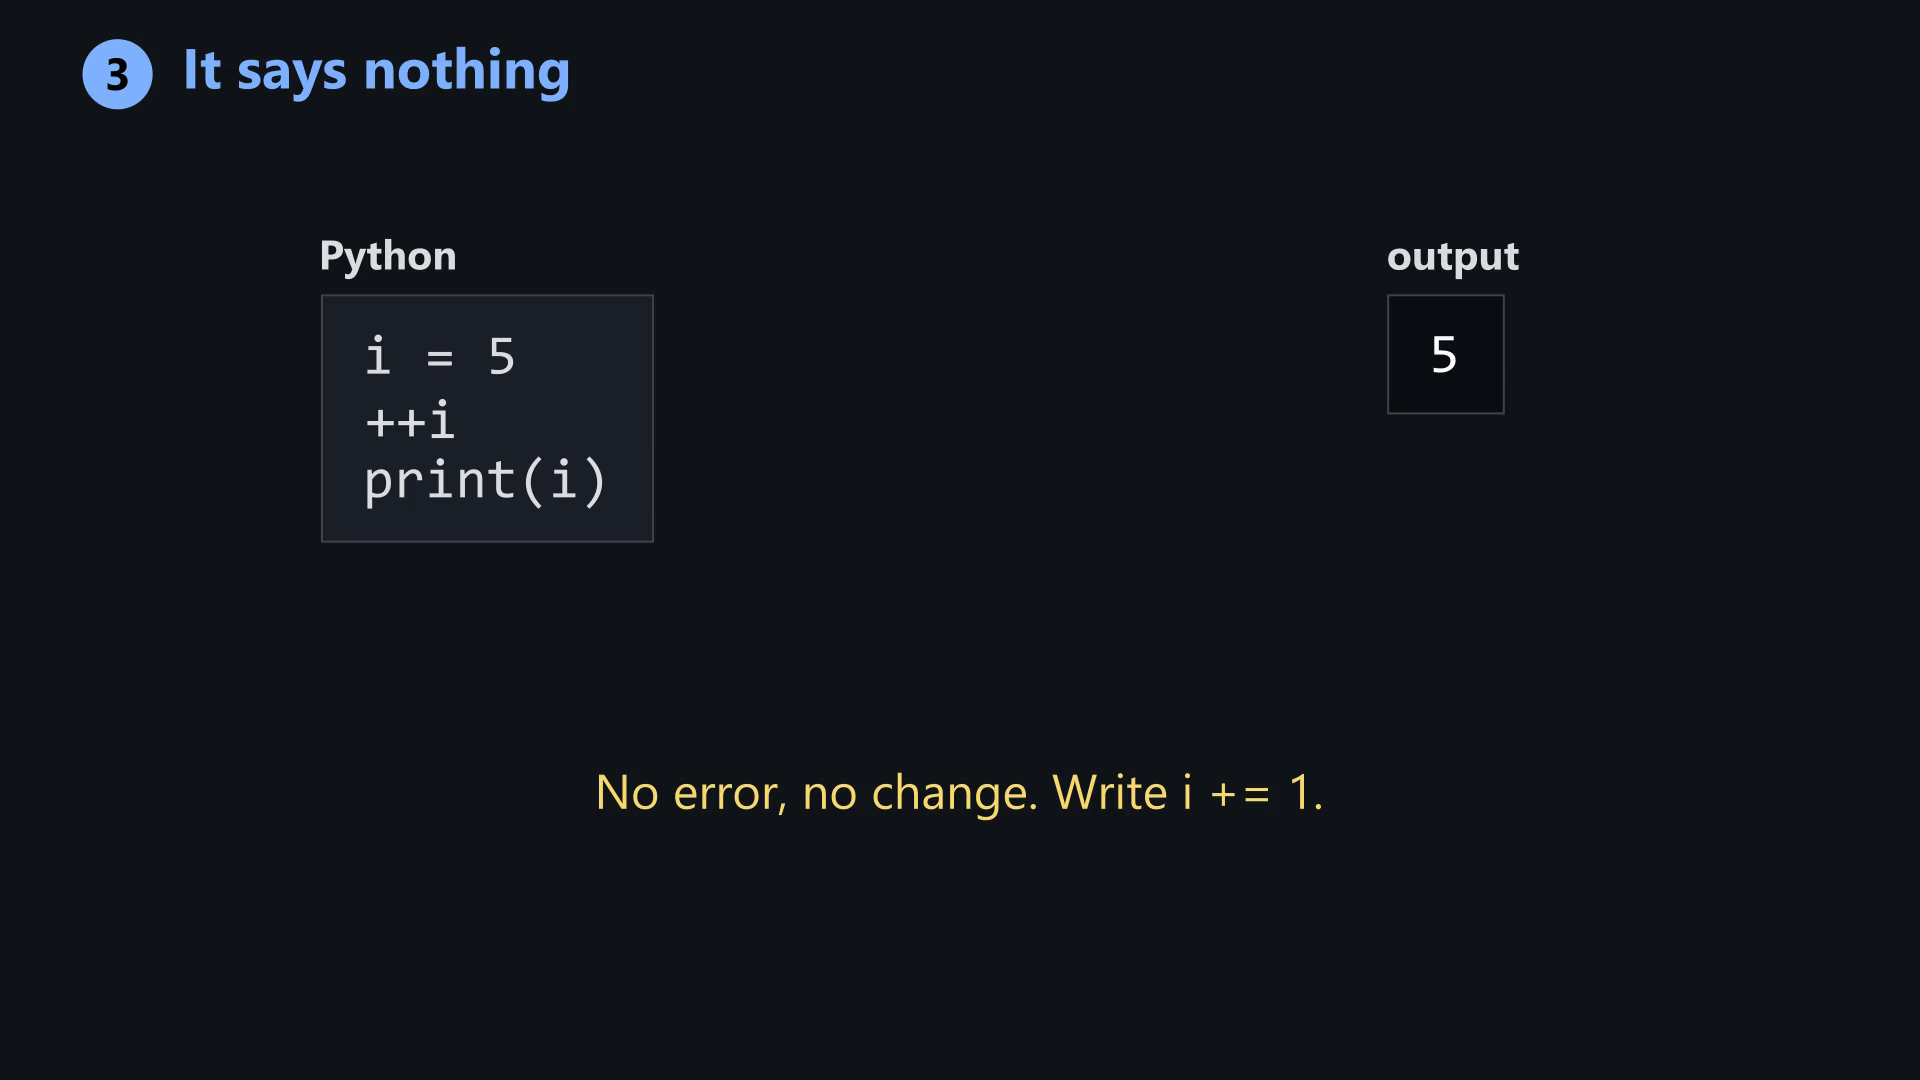 3 It says nothing
Python
i = 5
++i
print(i)
output
5
No error, no change. Write i += 1.